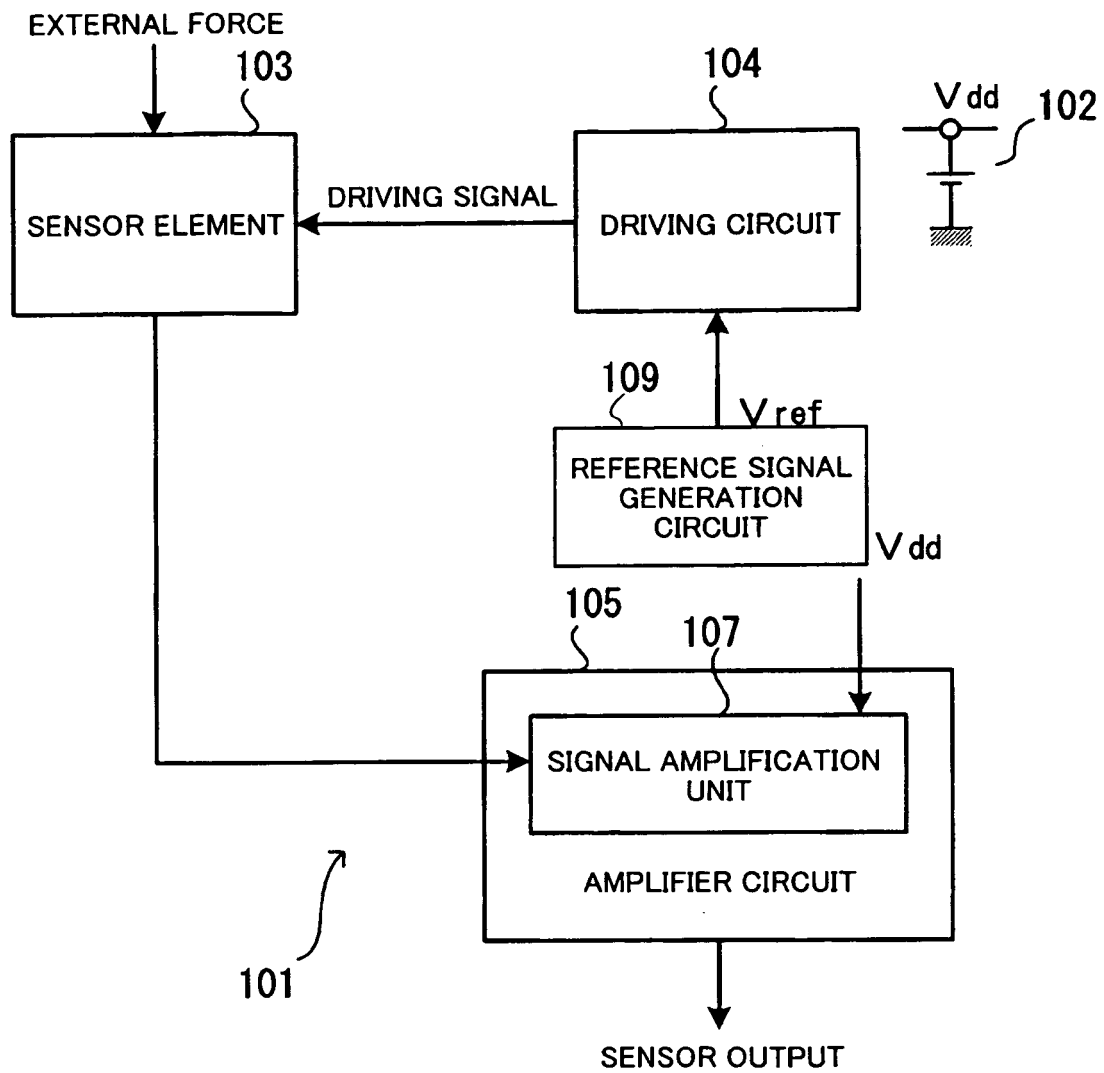 EXTERNAL FORCE
103
104
Vdd
102
SENSOR ELEMENT
DRIVING SIGNAL
DRIVING CIRCUIT
109
Vref
REFERENCE SIGNAL
GENERATION
CIRCUIT
Vdd
105
107
SIGNAL AMPLIFICATION
UNIT
AMPLIFIER CIRCUIT
101
SENSOR OUTPUT